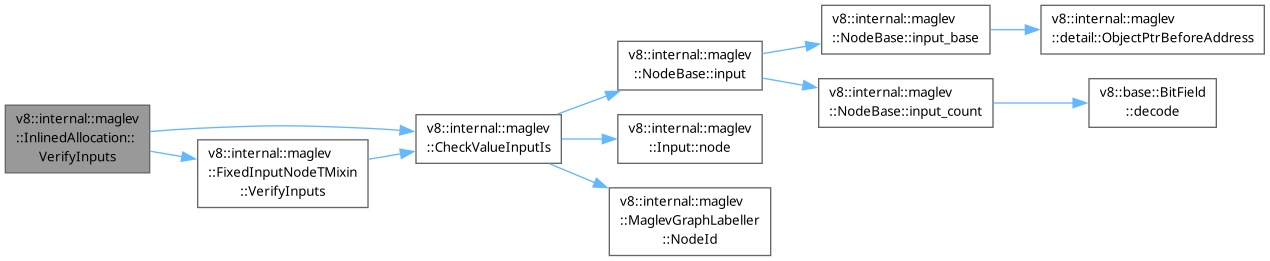 v8::internal::maglev
::InlinedAllocation::
VerifyInputs
v8::internal::maglev
::FixedInputNodeTMixin
::VerifyInputs
v8::internal::maglev
::CheckValueInputIs
v8::internal::maglev
::NodeBase::input
v8::internal::maglev
::Input::node
v8::internal::maglev
::MaglevGraphLabeller
::NodeId
v8::internal::maglev
::NodeBase::input_base
v8::internal::maglev
::NodeBase::input_count
v8::internal::maglev
::detail::ObjectPtrBeforeAddress
v8::base::BitField
::decode